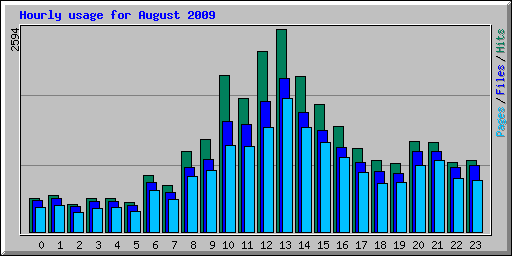 Hourly usage for August 2009
2594
Pages/Files/Hits
0 1 2 3 4 5 6 7 8 9 10 11 12 13 14 15 16 17 18 19 20 21 22 23